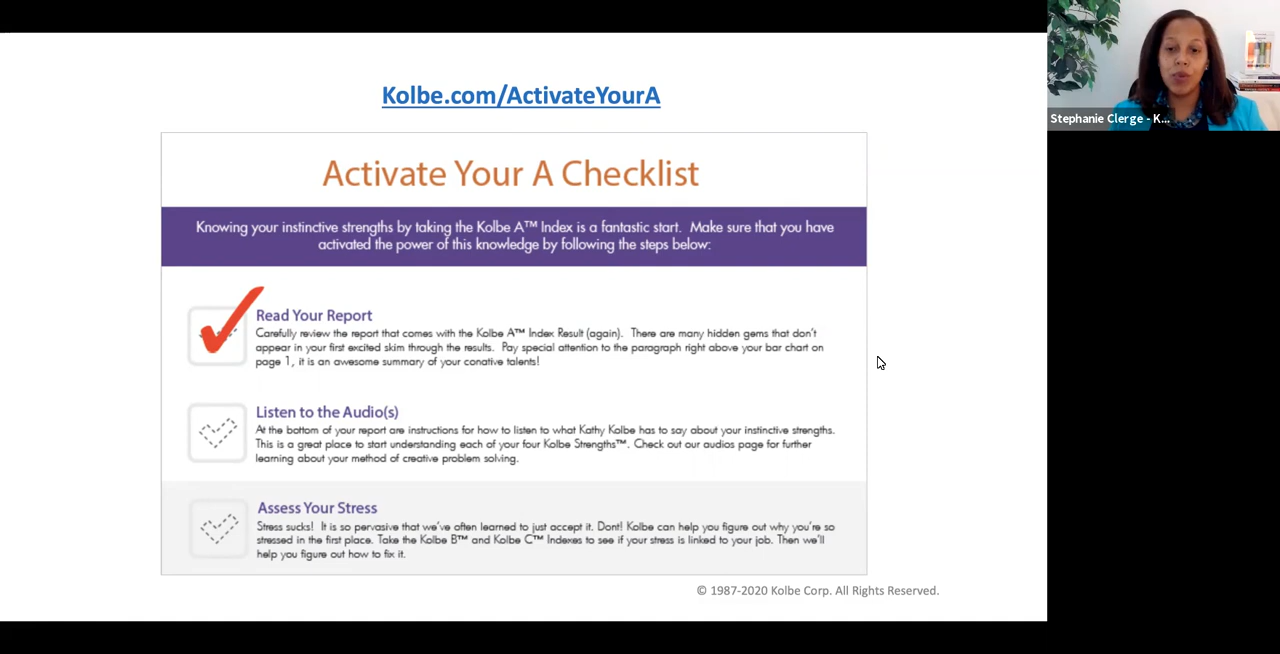 Kolbe.com/ActivateYourA
Activate Your A Checklist
Knowing your instinctive strengths by taking the Kolbe A™ Index is a fantastic start. Make sure that you have
activated the power of this knowledge by following the steps below:
Read Your Report
Carefully review the report that comes with the Kolbe A™ Index Result (again). There are many hidden gems that don't
appear in your first excited skim through the results. Pay special attention to the paragraph right above your bar chart on
page 1, it is an awesome summary of your conative talents!
Listen to the Audio(s)
At the bottom of your report are instructions for how to listen to what Kathy Kolbe has to say about your instinctive strengths.
This is a great place to start understanding each of your four Kolbe Strengths™. Check out our audios page for further
learning about your method of creative problem solving.
Assess Your Stress
Stress sucks! It is so pervasive that we've often learned to just accept it. Dont! Kolbe can help you figure out why you're so
stressed in the first place. Take the Kolbe B™ and Kolbe C™ Indexes to see if your stress is linked to your job. Then we'll
help you figure out how to fix it.
© 1987-2020 Kolbe Corp. All Rights Reserved.
Stephanie Clerge - K...